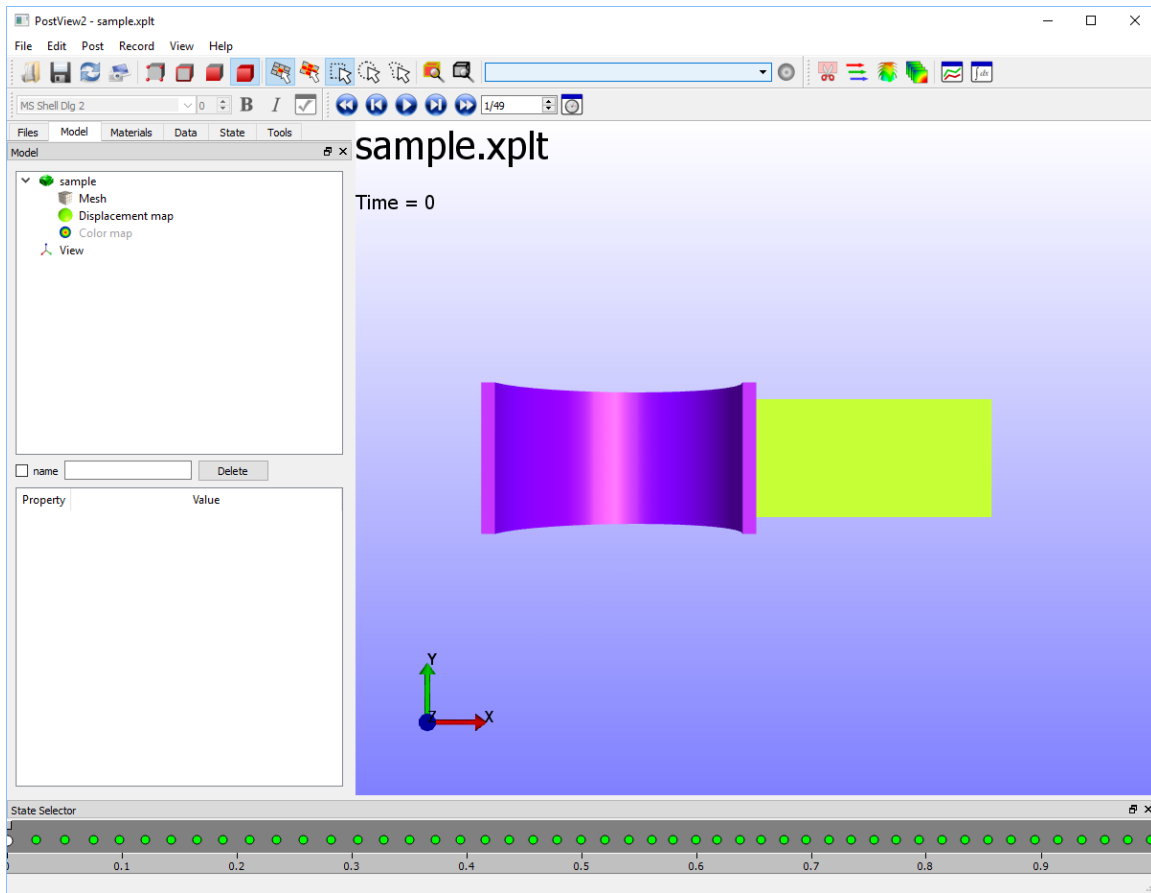 PostView2 - sample.xplt
File Edit Post Record View Help
MS Shell Dlg 2 0 B I 1/49
Files Model Materials Data State Tools
Model
sample
Mesh
Displacement map
Color map
View
name Delete
Property Value
sample.xplt
Time = 0
Y
Z X
State Selector
0.1 0.2 0.3 0.4 0.5 0.6 0.7 0.8 0.9